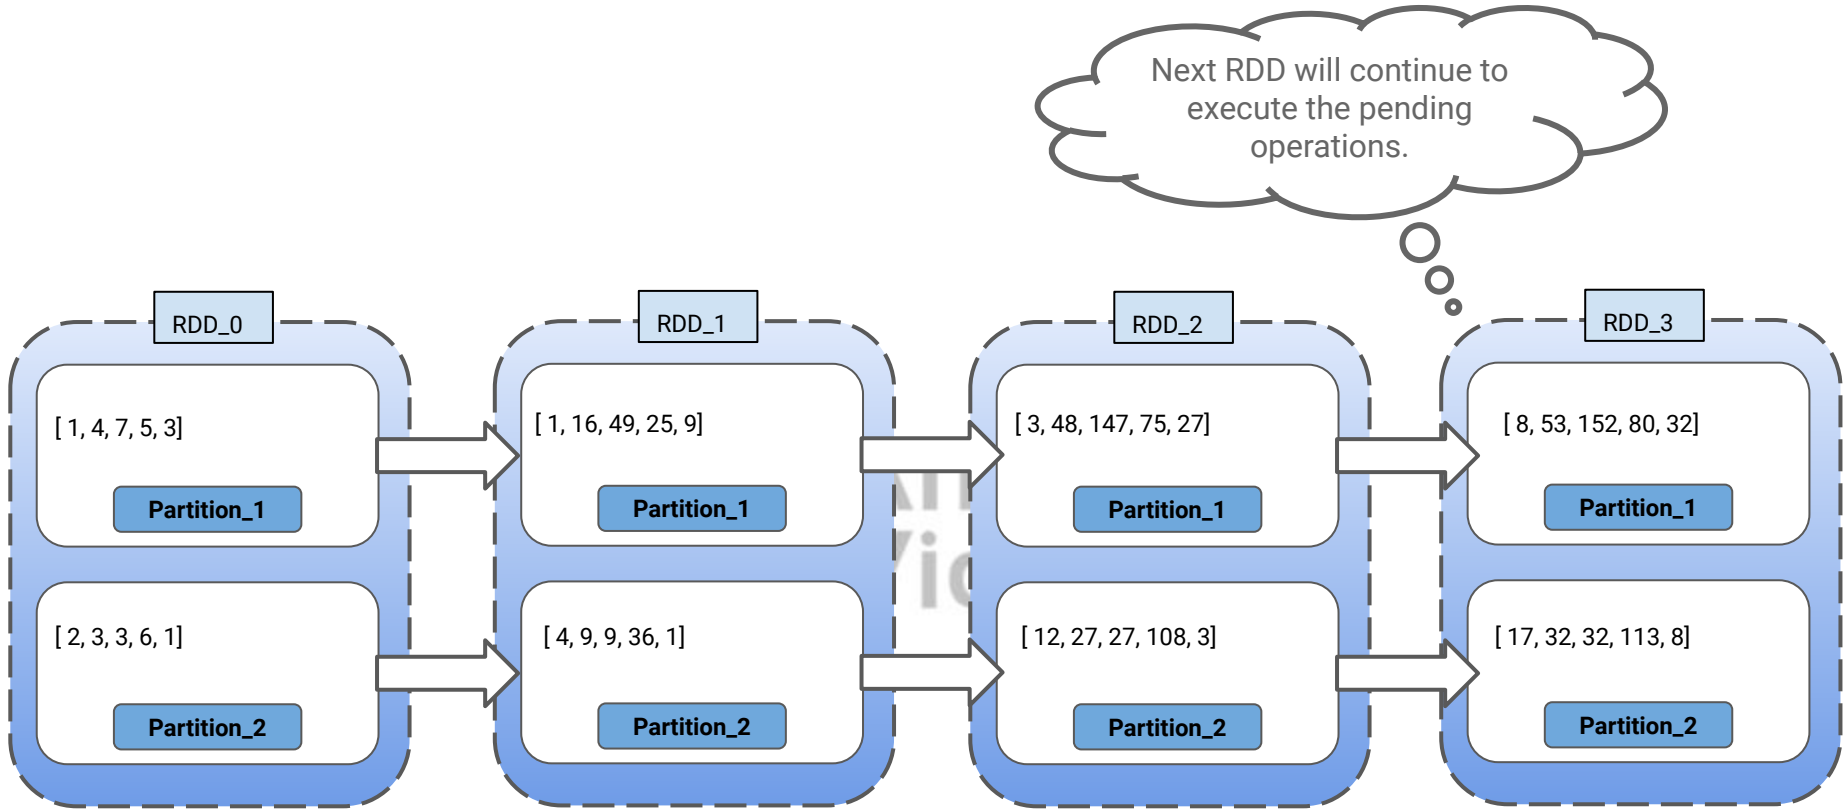 Next RDD will continue to
execute the pending
operations.
RDD_0
RDD_1
RDD_2
RDD_3
[ 1, 4, 7, 5, 3]
[ 1, 16, 49, 25, 9]
[ 3, 48, 147, 75, 27]
[ 8, 53, 152, 80, 32]
Partition_1
Partition_1
Partition_1
Partition_1
[ 2, 3, 3, 6, 1]
[ 4, 9, 9, 36, 1]
[ 12, 27, 27, 108, 3]
[ 17, 32, 32, 113, 8]
Partition_2
Partition_2
Partition_2
Partition_2